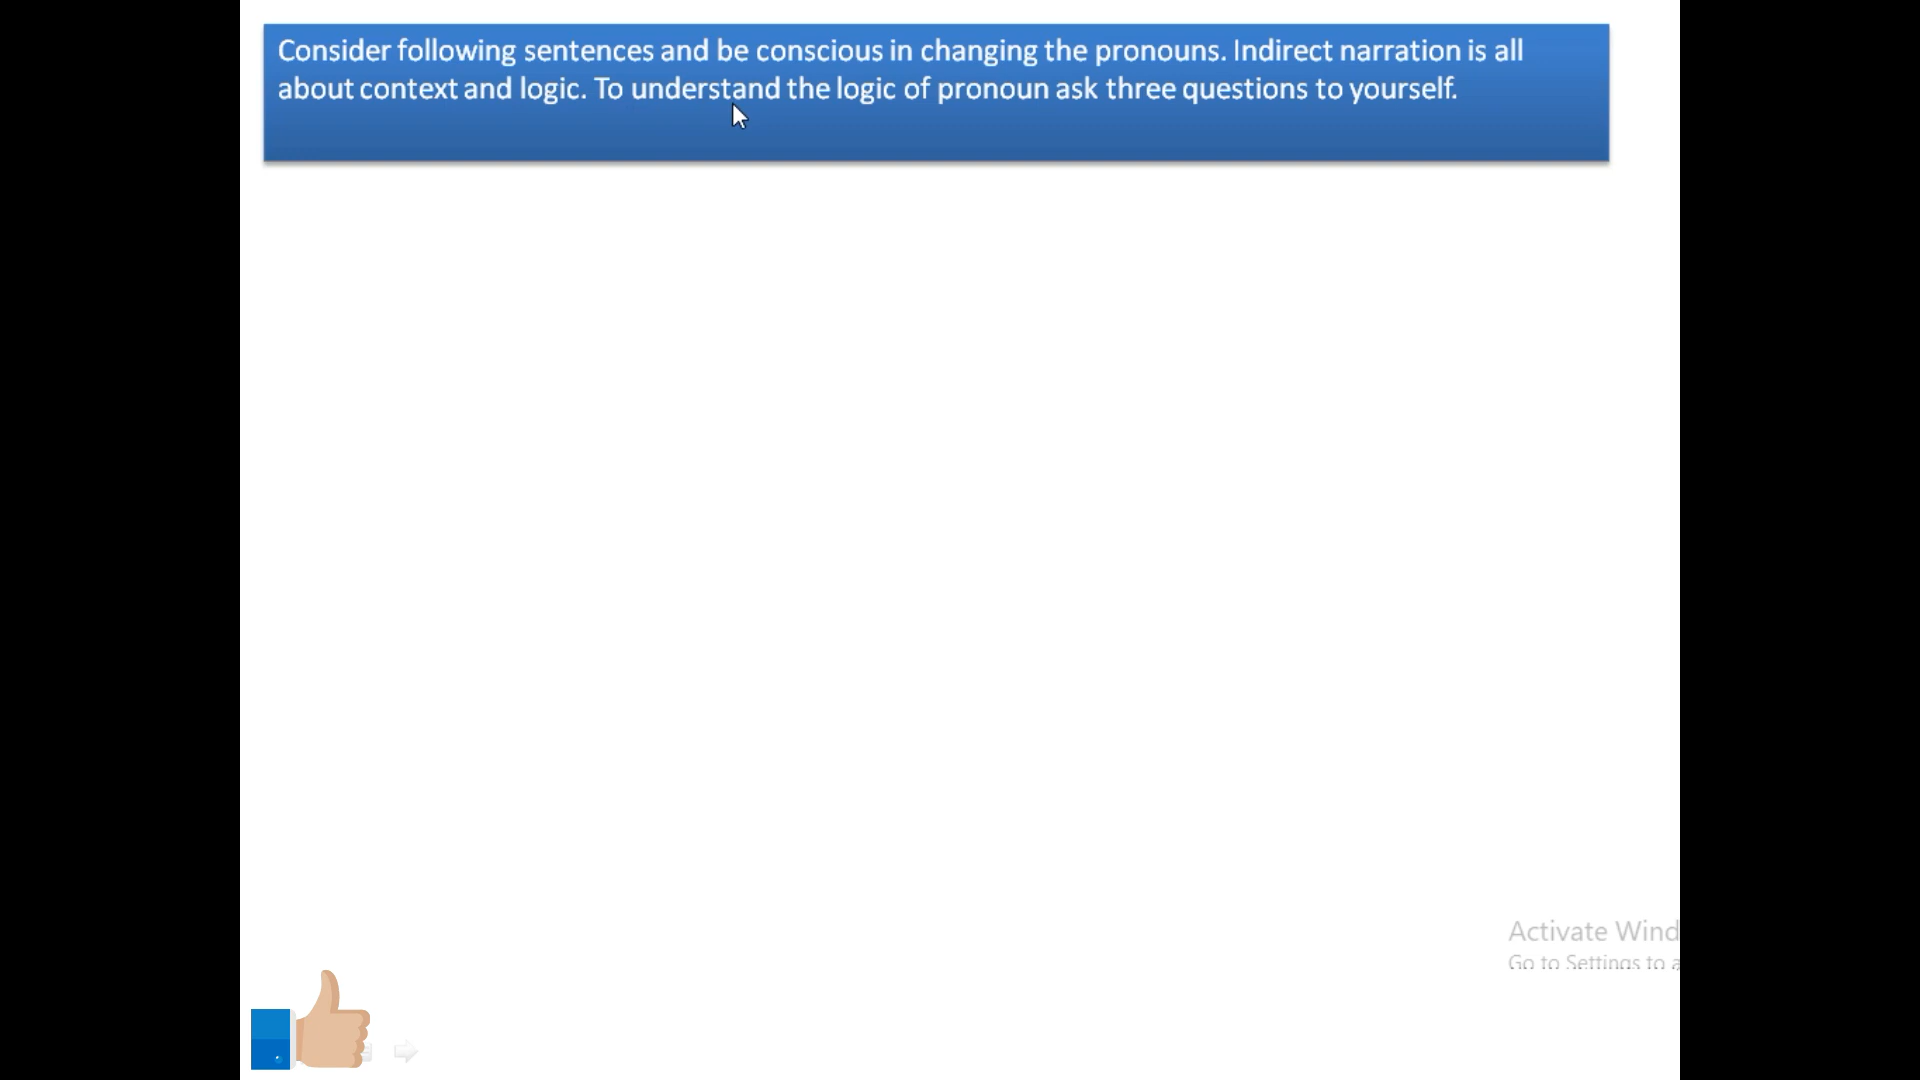 Consider following sentences and be conscious in changing the pronouns. Indirect narration is all
about context and logic. To understand the logic of pronoun ask three questions to yourself.
Activate Wind
Go to Settings to a